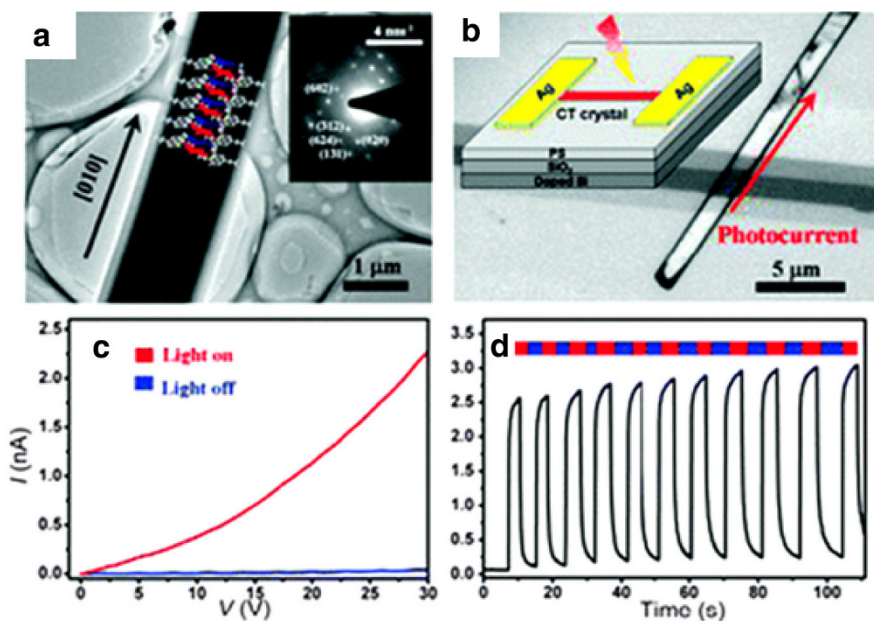 a
4 nm⁻¹
(602)
(312)
(624)
(020)
(131)
[010]
1 μm
b
Ag
Ag
CT crystal
PS
SiO₂
Doped Si
Photocurrent
5 μm
c
Light on
Light off
2.5
2.0
1.5
1.0
0.5
0.0
I (nA)
0
5
10
15
20
25
30
V (V)
d
3.5
3.0
2.5
2.0
1.5
1.0
0.5
0.0
0
20
40
60
80
100
Time (s)